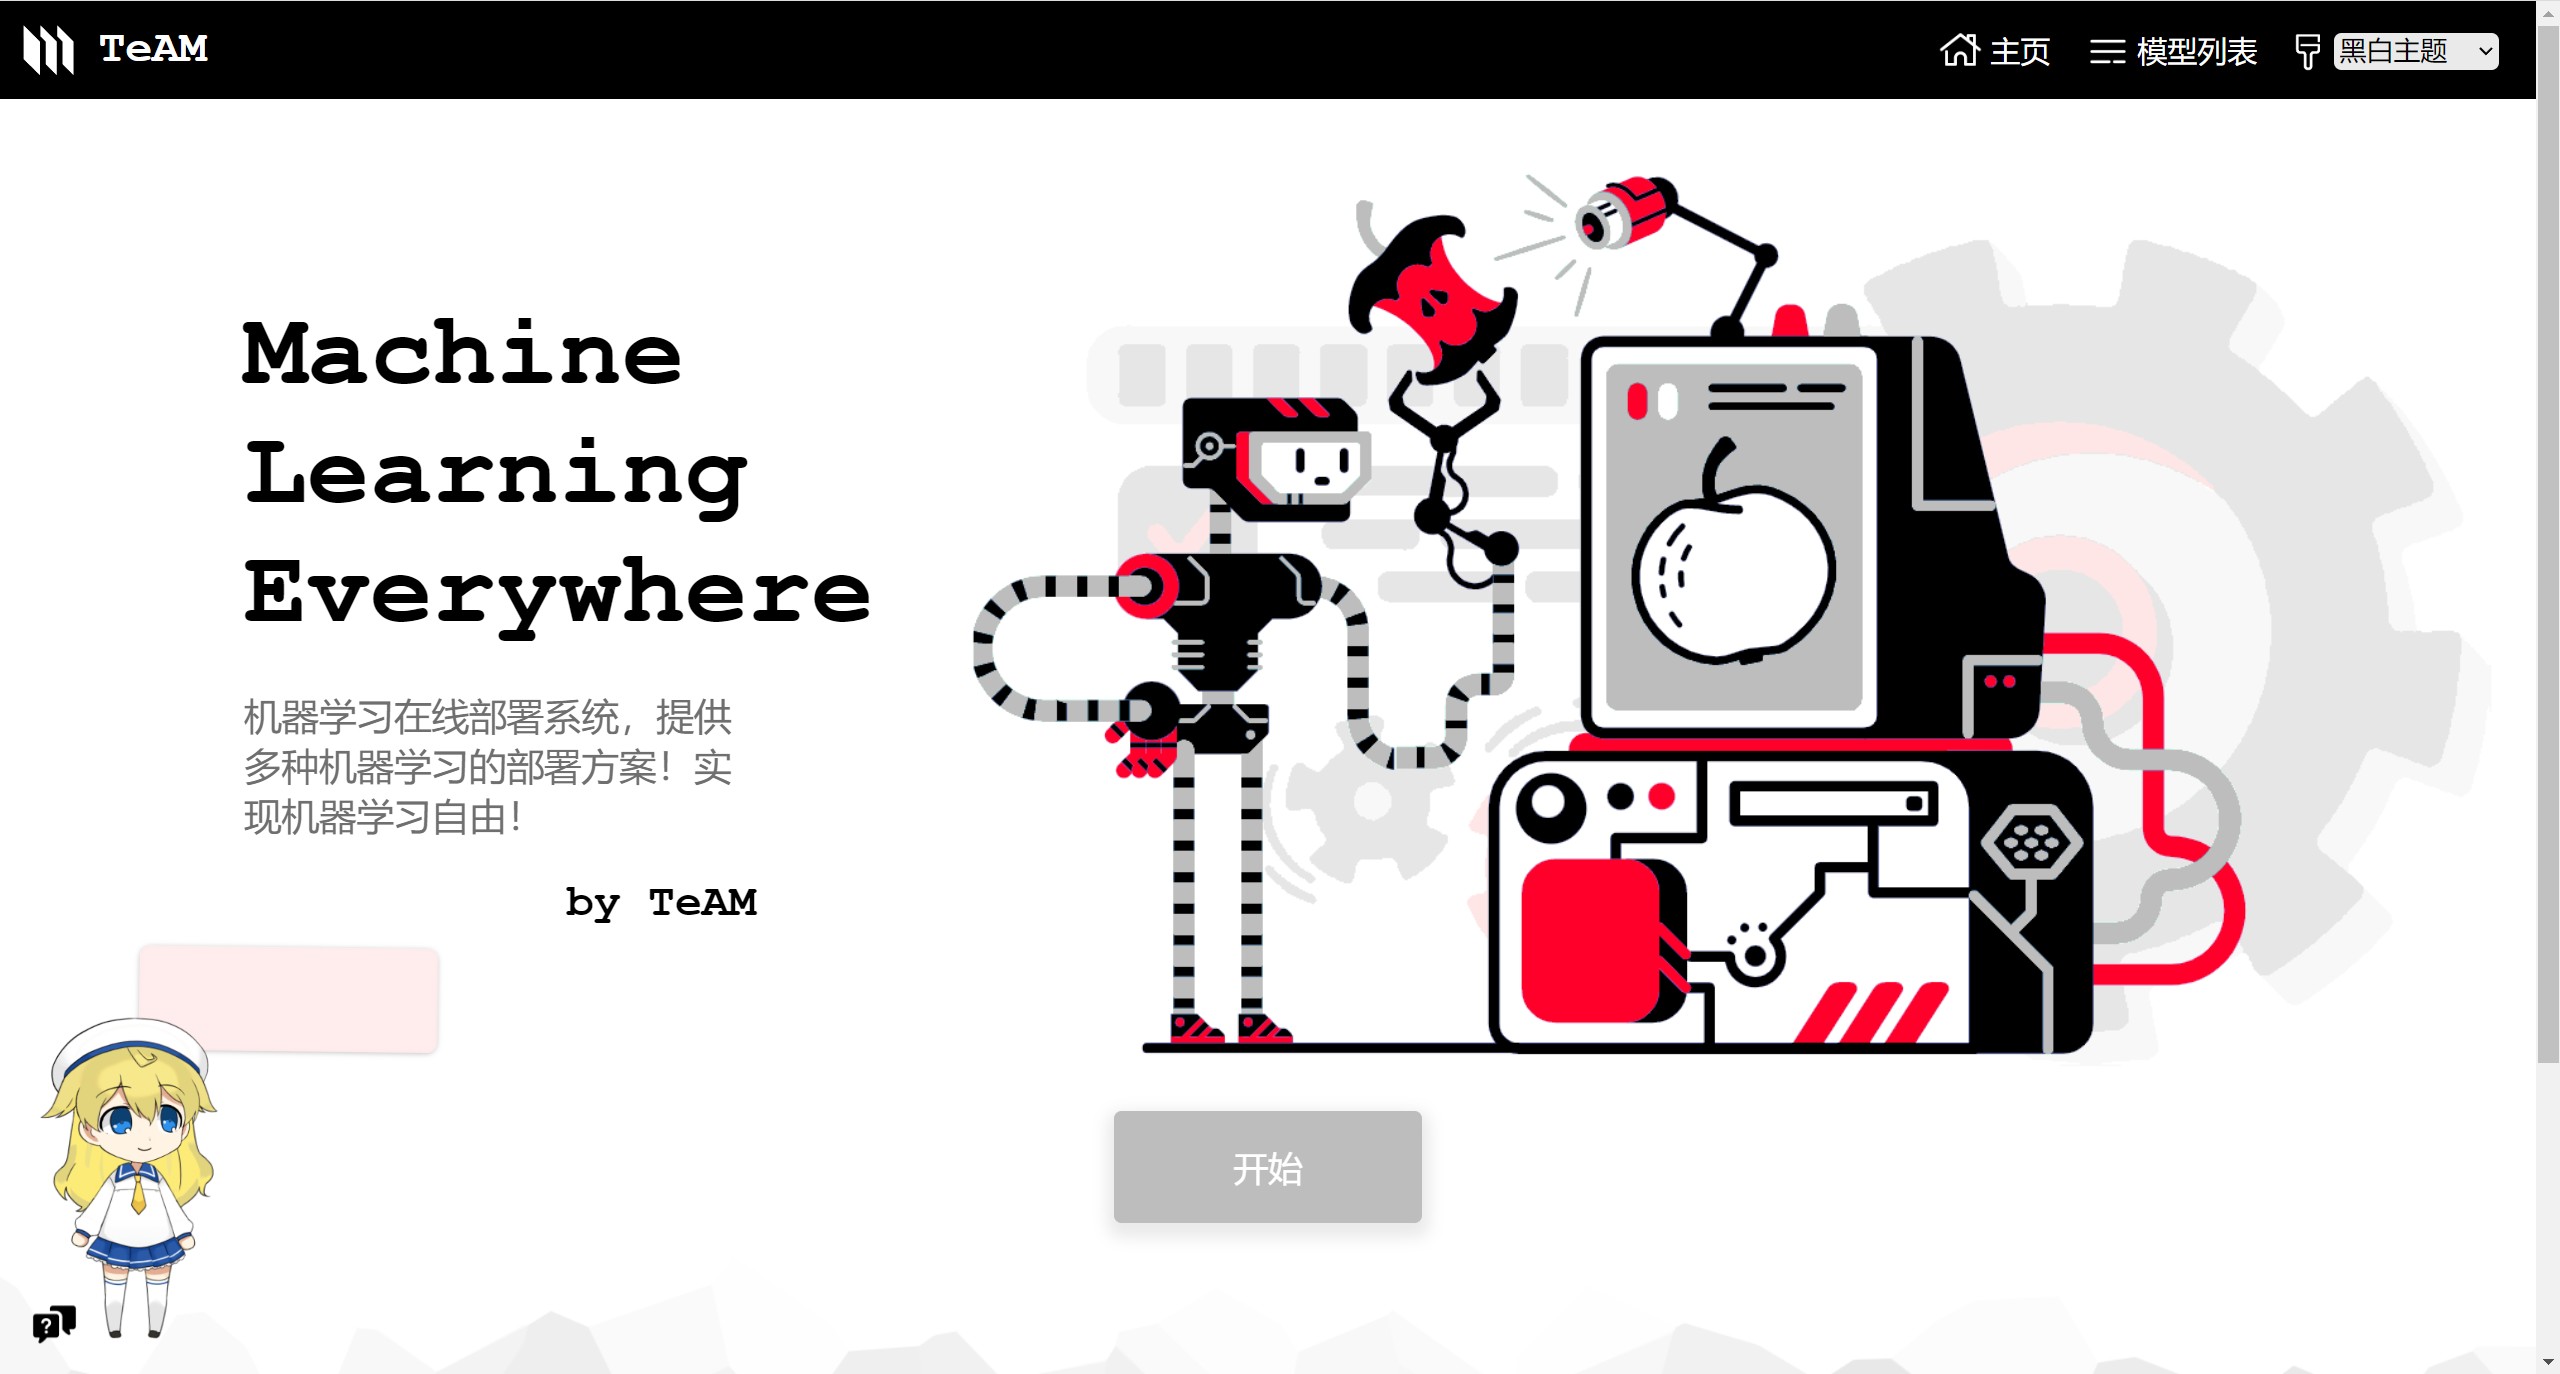 TeAM
主页
模型列表
黑白主题
Machine
Learning
Everywhere
机器学习在线部署系统，提供
多种机器学习的部署方案！实
现机器学习自由！
by TeAM
开始
?